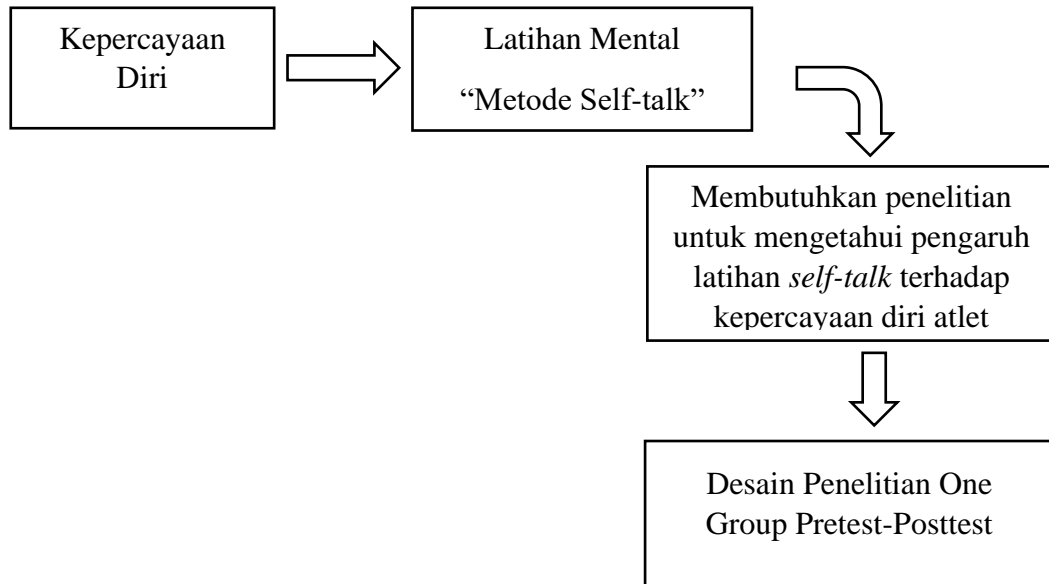 Kepercayaan
Diri
Latihan Mental
“Metode Self-talk”
Membutuhkan penelitian
untuk mengetahui pengaruh
latihan self-talk terhadap
kepercayaan diri atlet
Desain Penelitian One
Group Pretest-Posttest